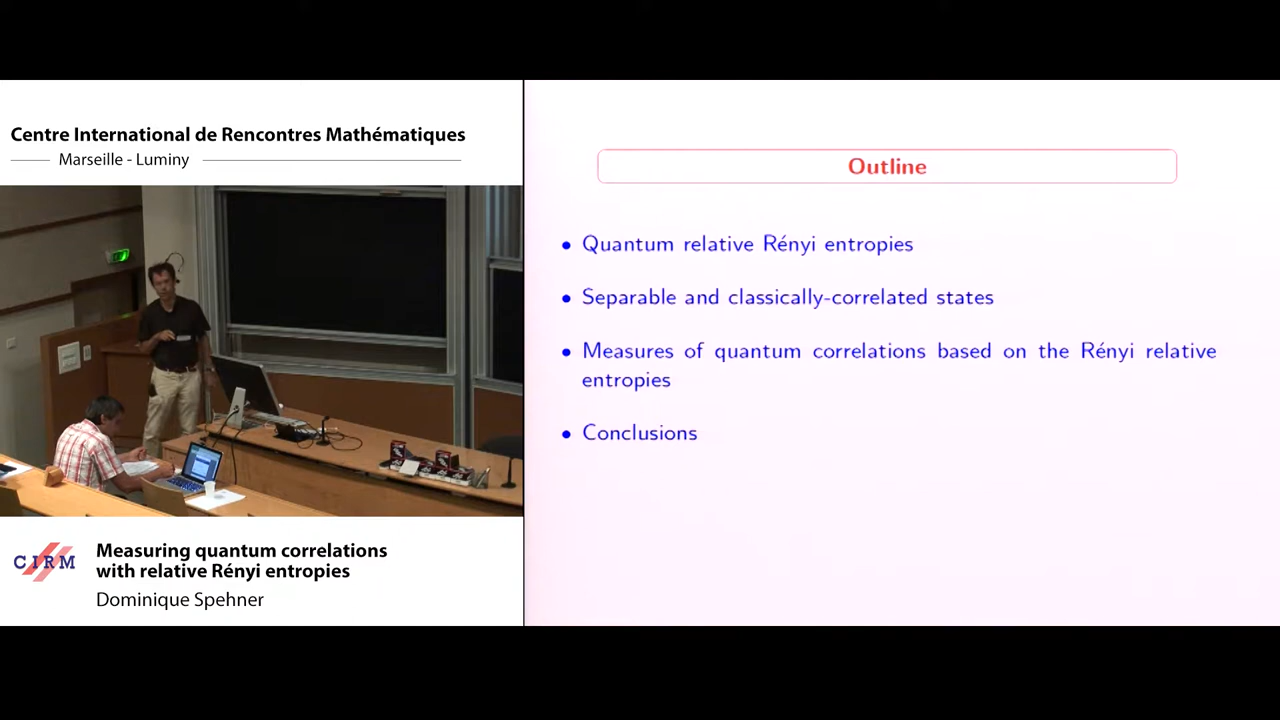 Centre International de Rencontres Mathématiques
Marseille - Luminy
CIRM
Measuring quantum correlations
with relative Rényi entropies
Dominique Spehner
Outline
• Quantum relative Rényi entropies
• Separable and classically-correlated states
• Measures of quantum correlations based on the Rényi relative
entropies
• Conclusions